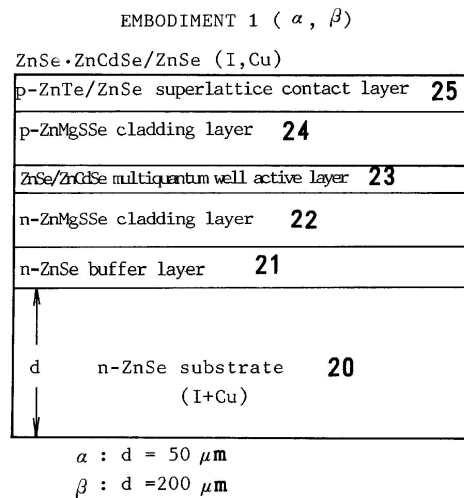 EMBODIMENT 1 ( α , β )
ZnSe·ZnCdSe/ZnSe (I,Cu)
p-ZnTe/ZnSe superlattice contact layer 25
p-ZnMgSSe cladding layer 24
ZnSe/ZnCdSe multiquantum well active layer 23
n-ZnMgSSe cladding layer 22
n-ZnSe buffer layer 21
d n-ZnSe substrate 20
(I+Cu)
α : d = 50 μm
β : d =200 μm